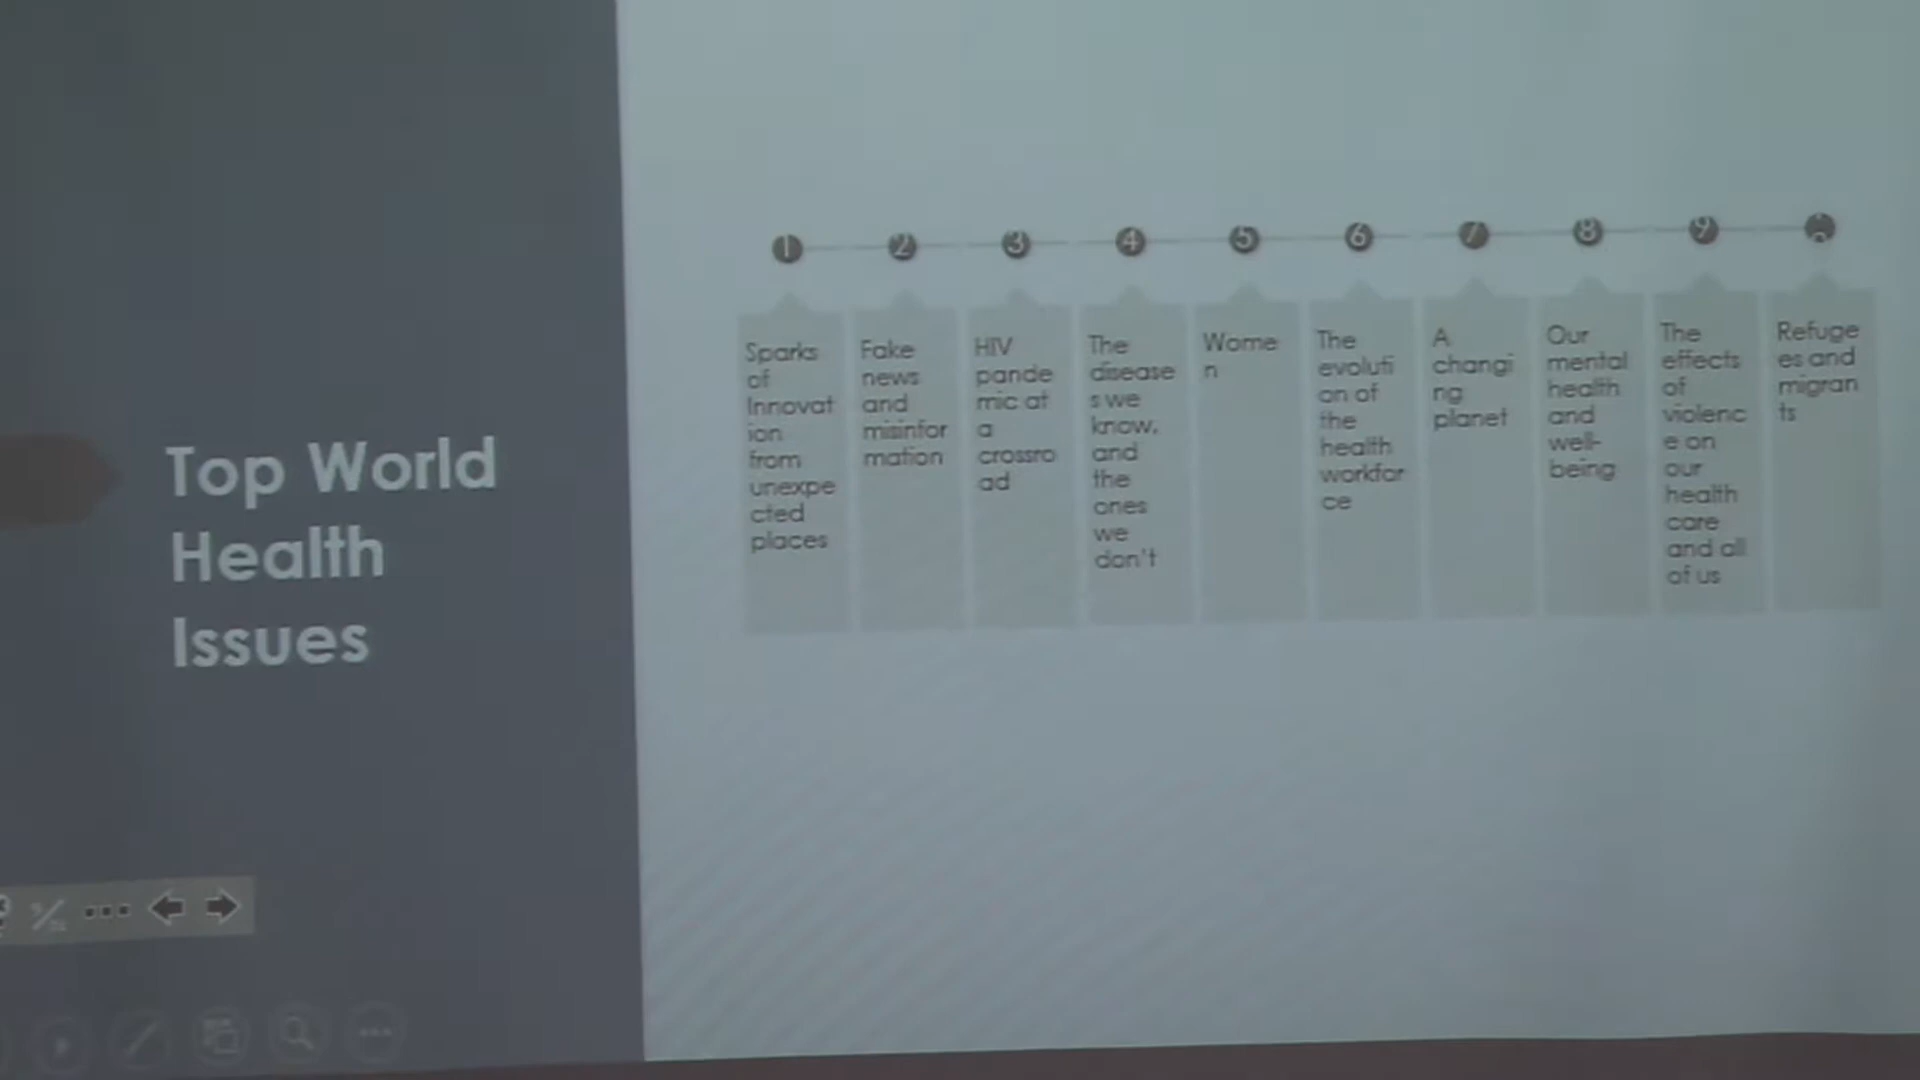 Top World
Health
Issues
1
2
3
4
5
6
7
8
9
Sparks
of
Innovat
ion
from
unexpe
cted
places
Fake
news
and
misinfor
mation
HIV
pande
mic at
a
crossro
ad
The
disease
s we
know,
and
the
ones
we
don't
Wome
n
The
evoluti
on of
the
health
workfor
ce
A
changi
ng
planet
Our
mental
health
and
well-
being
The
effects
of
violenc
e on
our
health
care
and all
of us
Refuge
es and
migran
ts